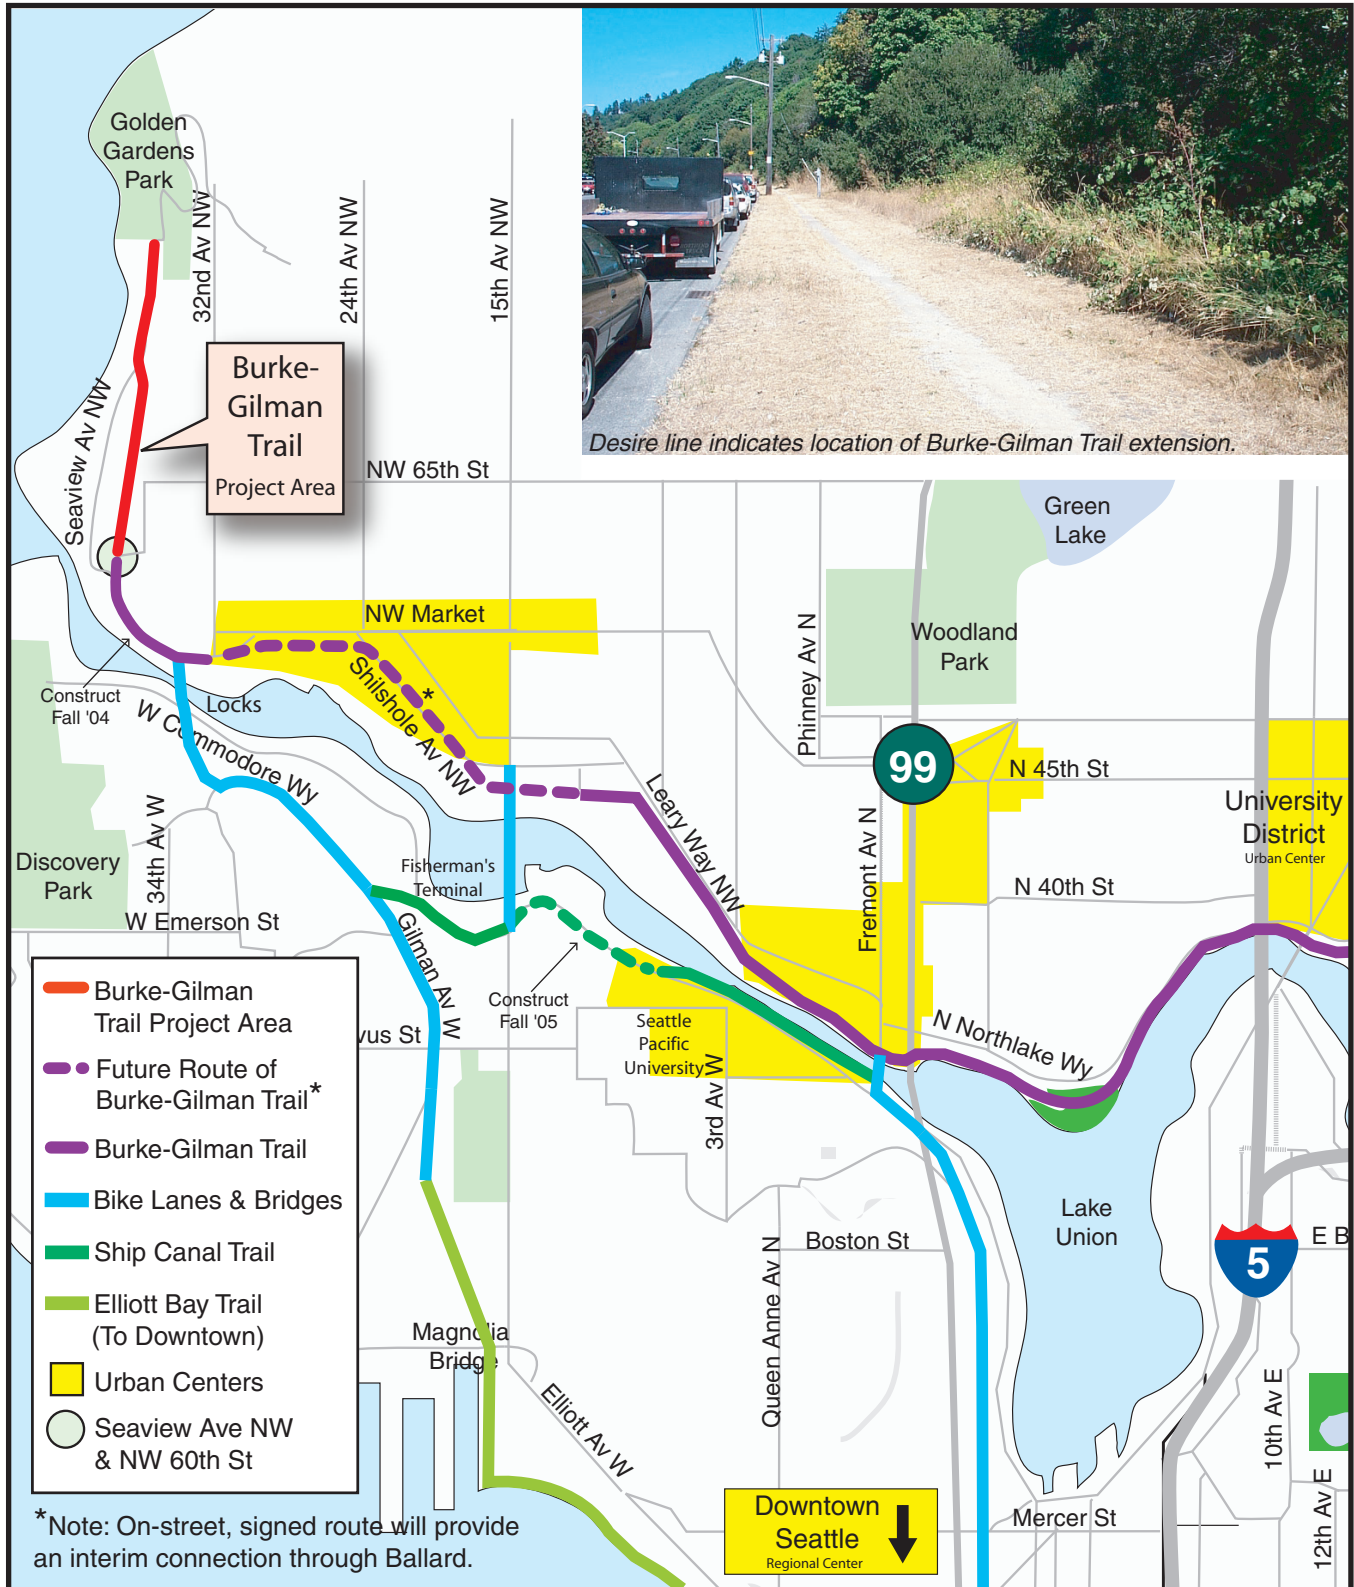 Golden
Gardens
Park
32nd Av NW
24th Av NW
15th Av NW
Desire line indicates location of Burke-Gilman Trail extension.
Burke-
Gilman
Trail
Project Area
Seaview Av NW
NW 65th St
Green
Lake
NW Market
Woodland
Park
Phinney Av N
Construct
Fall '04
Locks
Shilshole Av NW
*
W Commodore Wy
99
N 45th St
Leary Way NW
University
District
Urban Center
Discovery
Park
34th Av W
Fisherman's
Terminal
Fremont Av N
N 40th St
W Emerson St
Gilman Av W
Construct
Fall '05
Seattle
Pacific
University
N Northlake Wy
vus St
3rd Av W
Burke-Gilman
Trail Project Area
Future Route of
Burke-Gilman Trail*
Burke-Gilman Trail
Bike Lanes & Bridges
Ship Canal Trail
Elliott Bay Trail
(To Downtown)
Urban Centers
Seaview Ave NW
& NW 60th St
Lake
Union
Boston St
Queen Anne Av N
5
E B
Magnolia
Bridge
Elliott Av W
10th Av E
12th Av E
Mercer St
Downtown
Seattle
Regional Center
*Note: On-street, signed route will provide
an interim connection through Ballard.